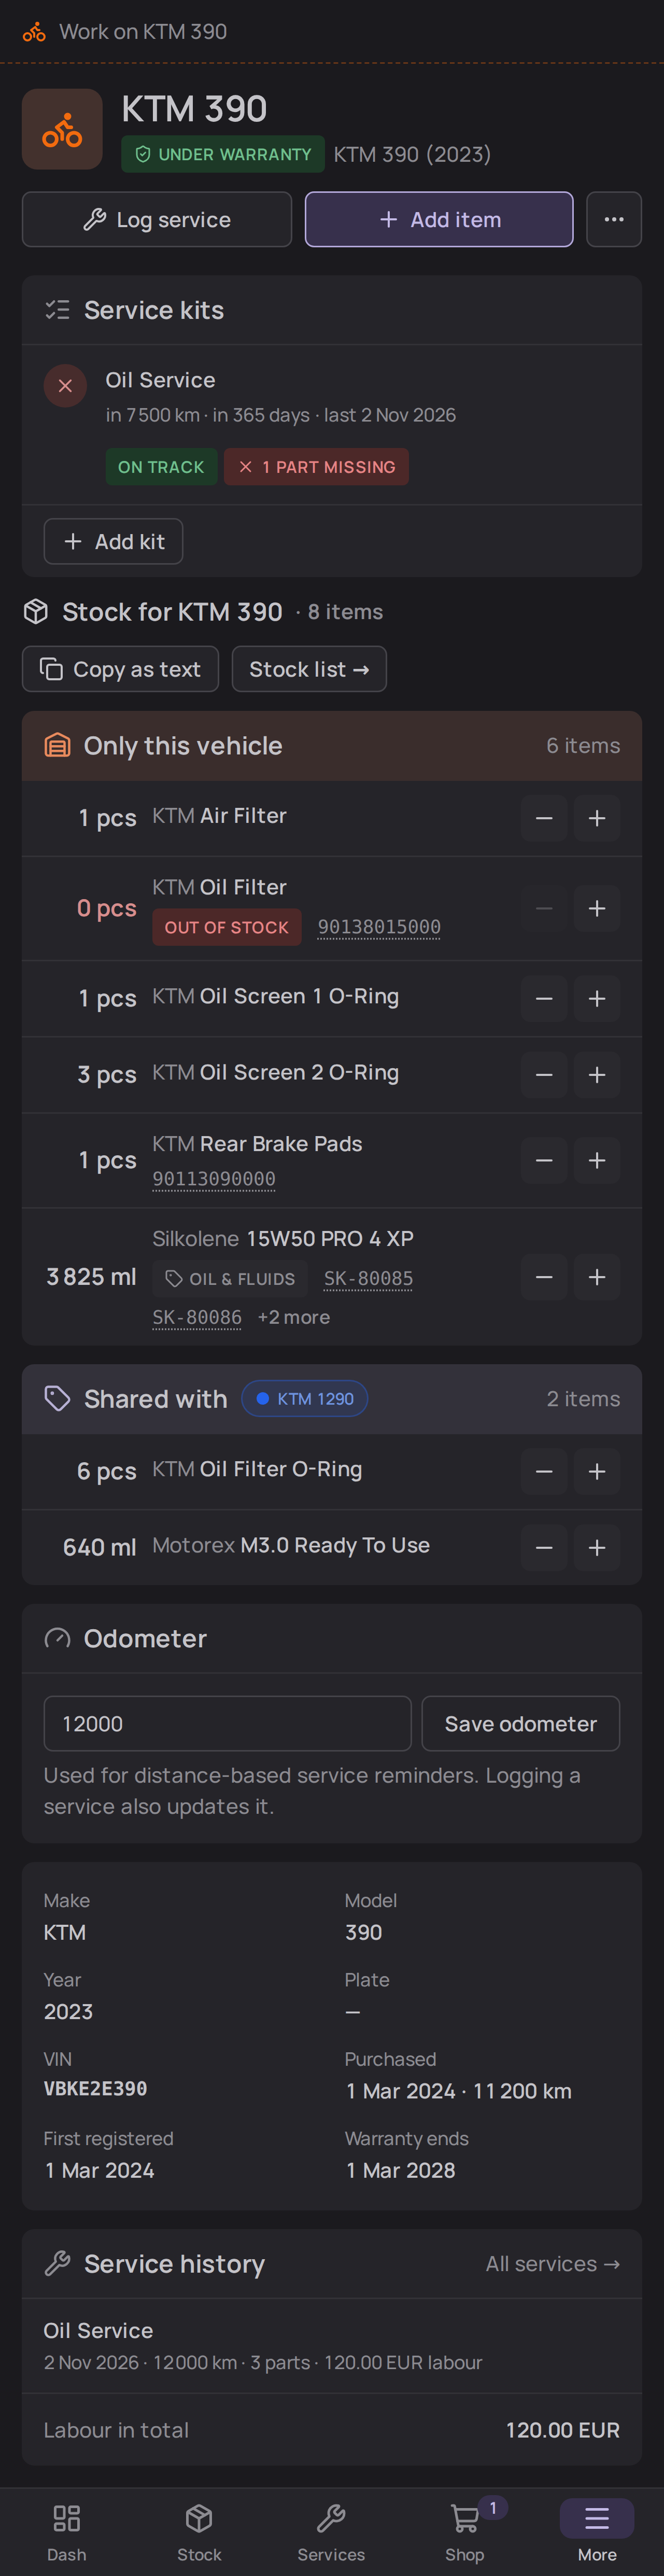 Work on KTM 390
KTM 390
UNDER WARRANTY KTM 390 (2023)
Log service
+ Add item
···
Service kits
Oil Service
in 7 500 km · in 365 days · last 2 Nov 2026
ON TRACK
× 1 PART MISSING
+ Add kit
Stock for KTM 390 · 8 items
Copy as text
Stock list →
Only this vehicle 6 items
1 pcs KTM Air Filter − +
0 pcs KTM Oil Filter − +
OUT OF STOCK 90138015000
1 pcs KTM Oil Screen 1 O-Ring − +
3 pcs KTM Oil Screen 2 O-Ring − +
1 pcs KTM Rear Brake Pads − +
90113090000
3 825 ml Silkolene 15W50 PRO 4 XP − +
OIL & FLUIDS SK-80085
SK-80086 +2 more
Shared with KTM 1290 2 items
6 pcs KTM Oil Filter O-Ring − +
640 ml Motorex M3.0 Ready To Use − +
Odometer
12000 Save odometer
Used for distance-based service reminders. Logging a
service also updates it.
Make Model
KTM 390
Year Plate
2023 —
VIN Purchased
VBKE2E390 1 Mar 2024 · 11 200 km
First registered Warranty ends
1 Mar 2024 1 Mar 2028
Service history All services →
Oil Service
2 Nov 2026 · 12 000 km · 3 parts · 120.00 EUR labour
Labour in total 120.00 EUR
1
Dash Stock Services Shop More